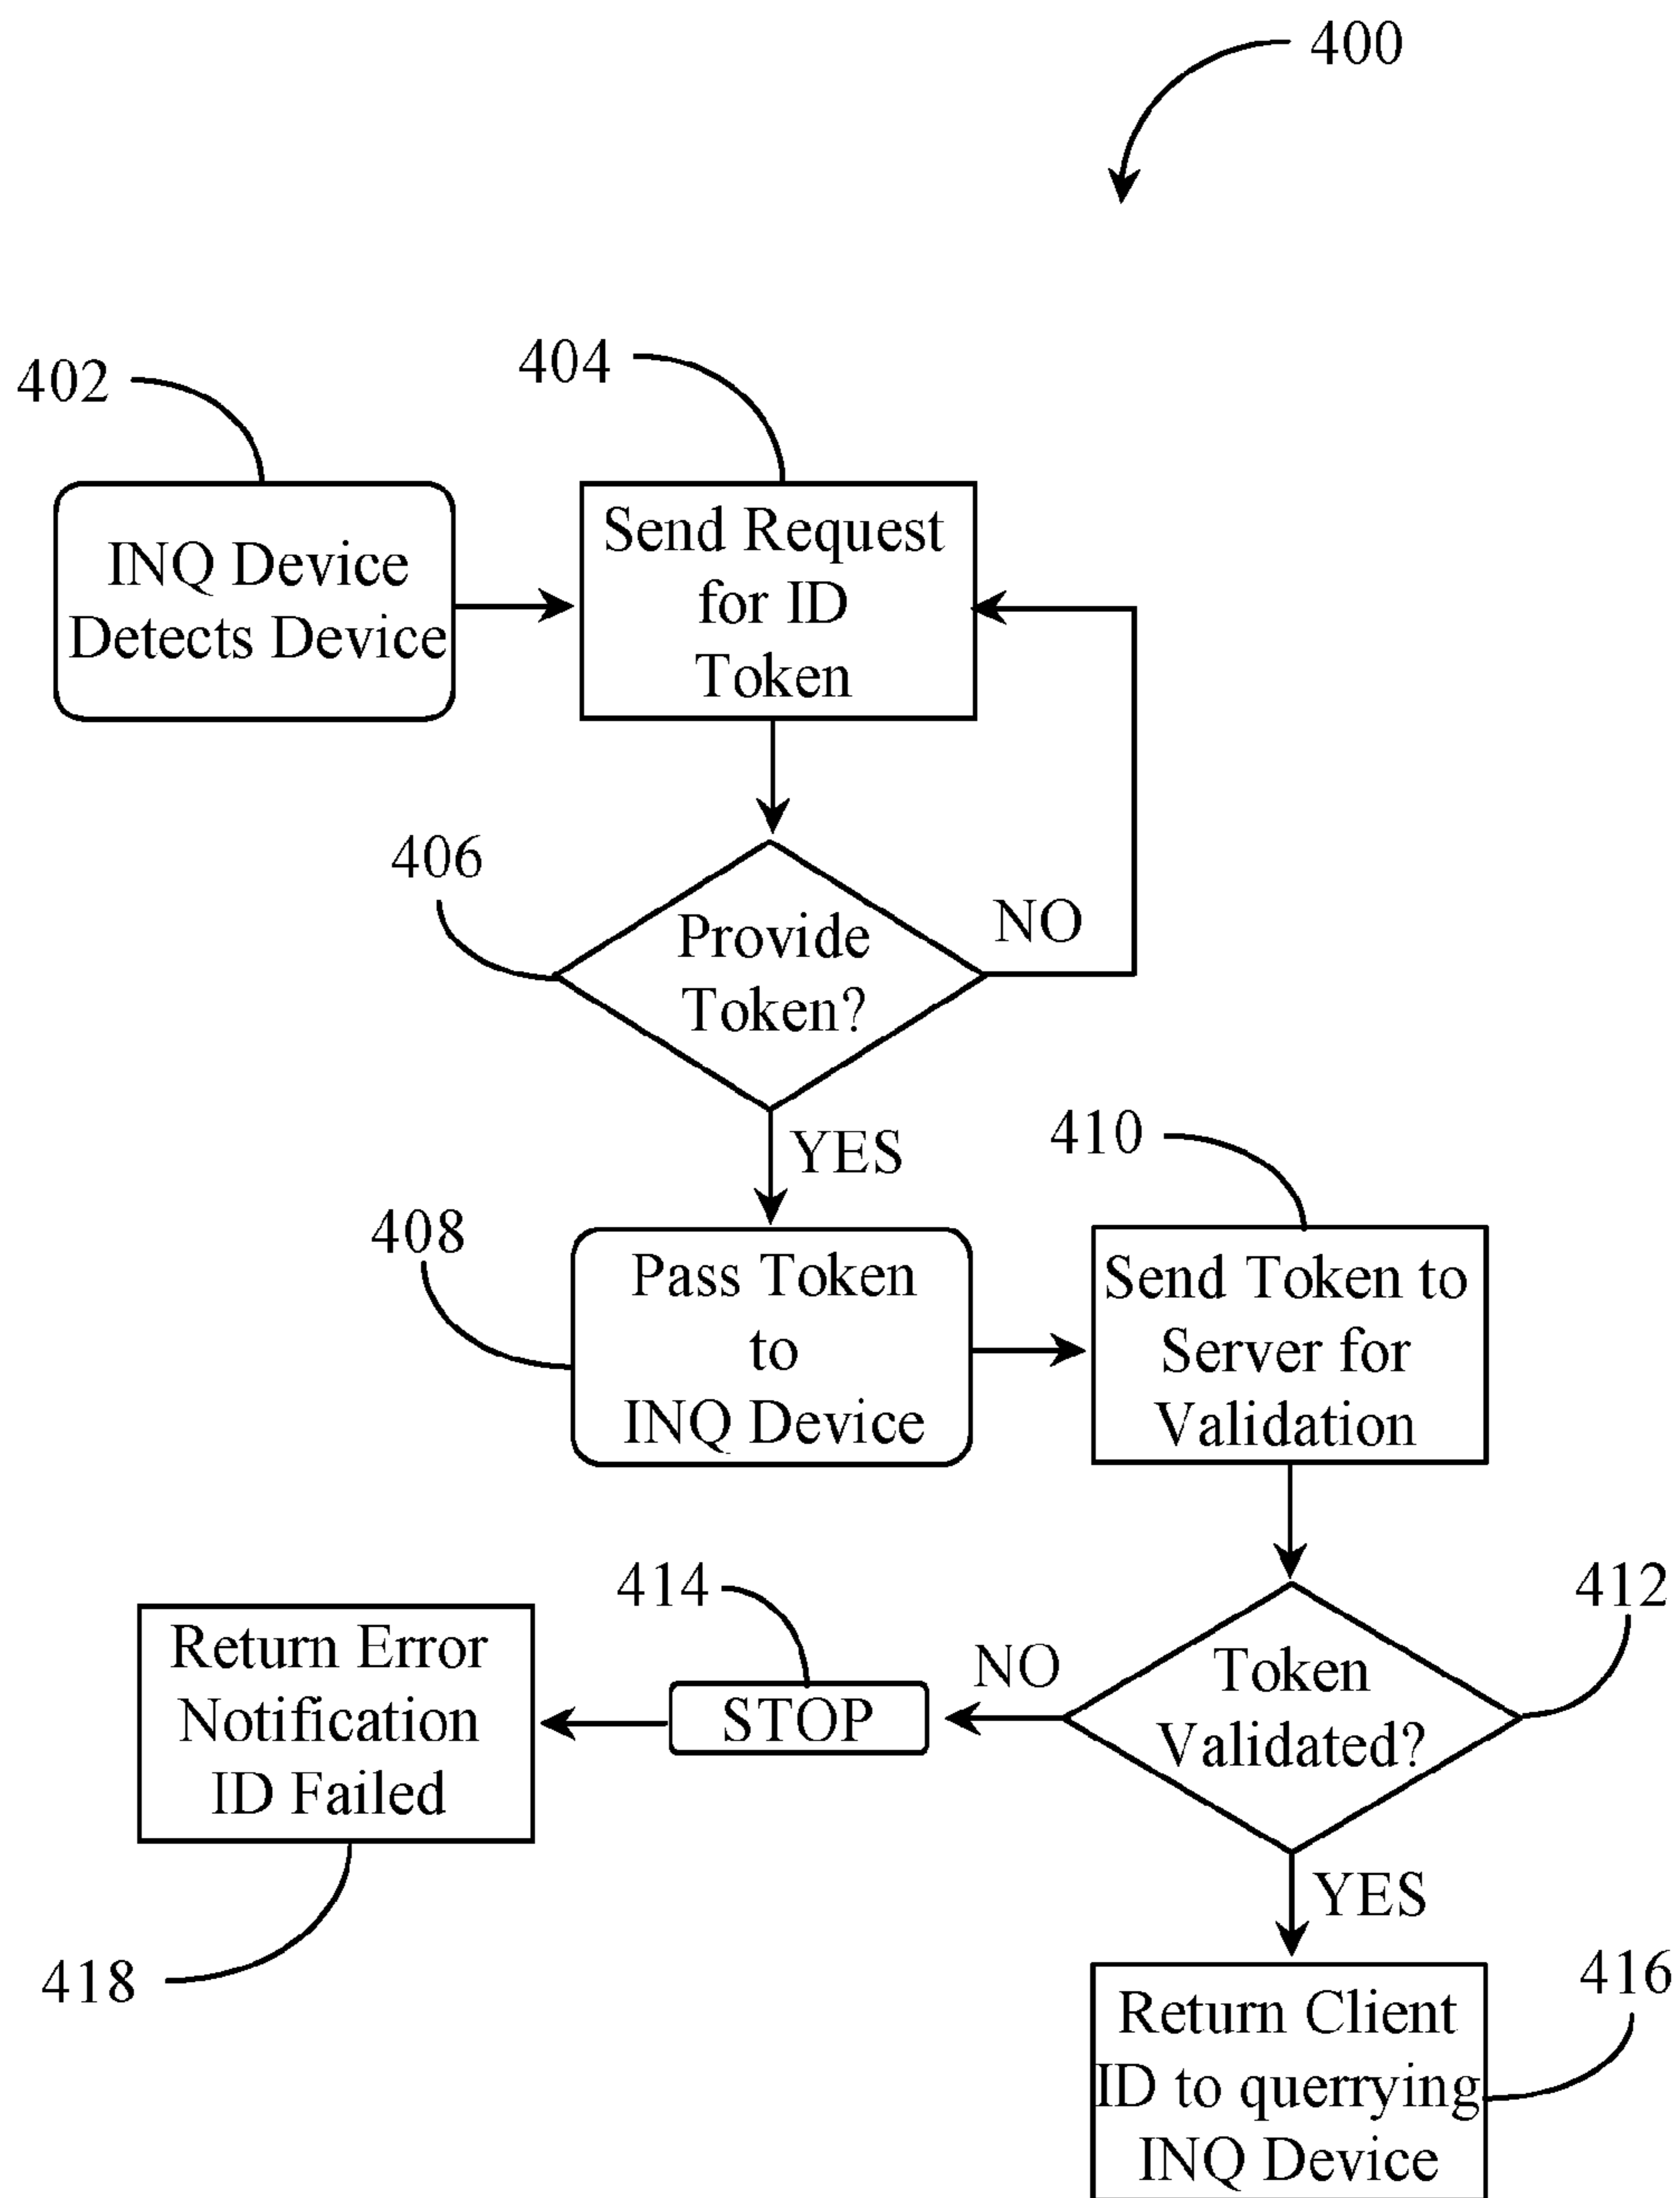 400
402
404
INQ Device
Detects Device
Send Request
for ID
Token
406
Provide
Token?
NO
YES
408
410
Pass Token
to
INQ Device
Send Token to
Server for
Validation
414
412
Return Error
Notification
ID Failed
STOP
NO
Token
Validated?
YES
418
416
Return Client
ID to querrying
INQ Device